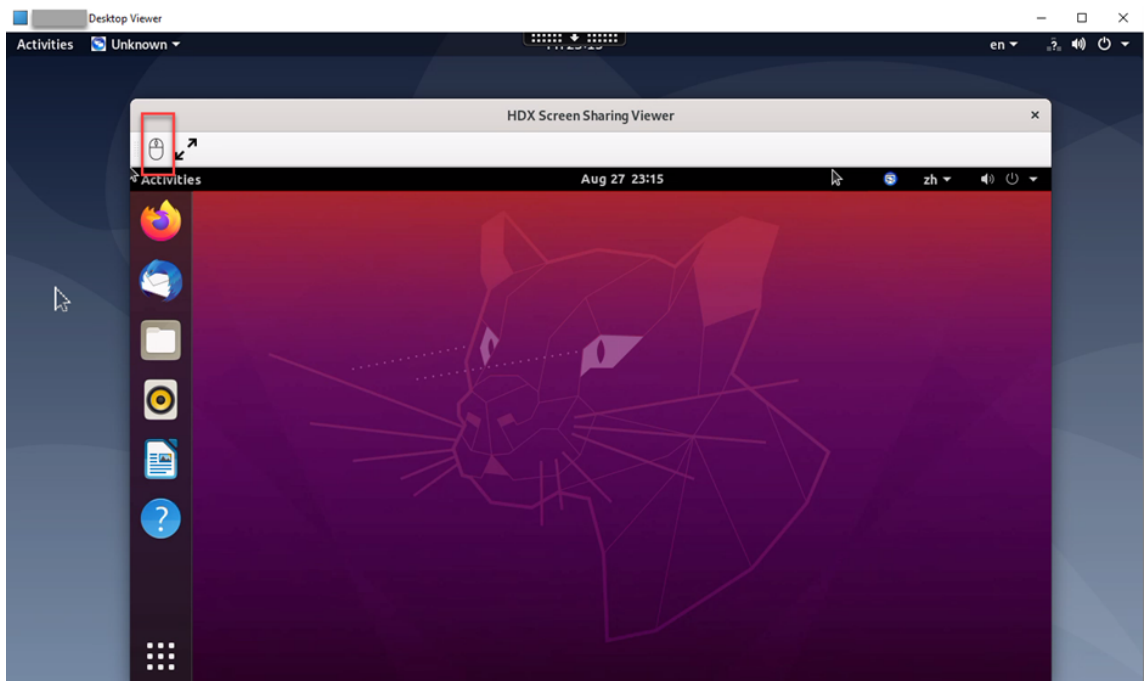 Desktop Viewer
Activities Unknown en
HDX Screen Sharing Viewer
Activities Aug 27 23:15 zh
?